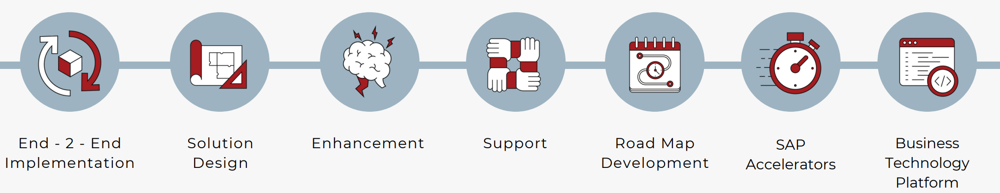 End - 2 - End
Implementation
Solution
Design
Enhancement
Support
Road Map
Development
SAP
Accelerators
Business
Technology
Platform